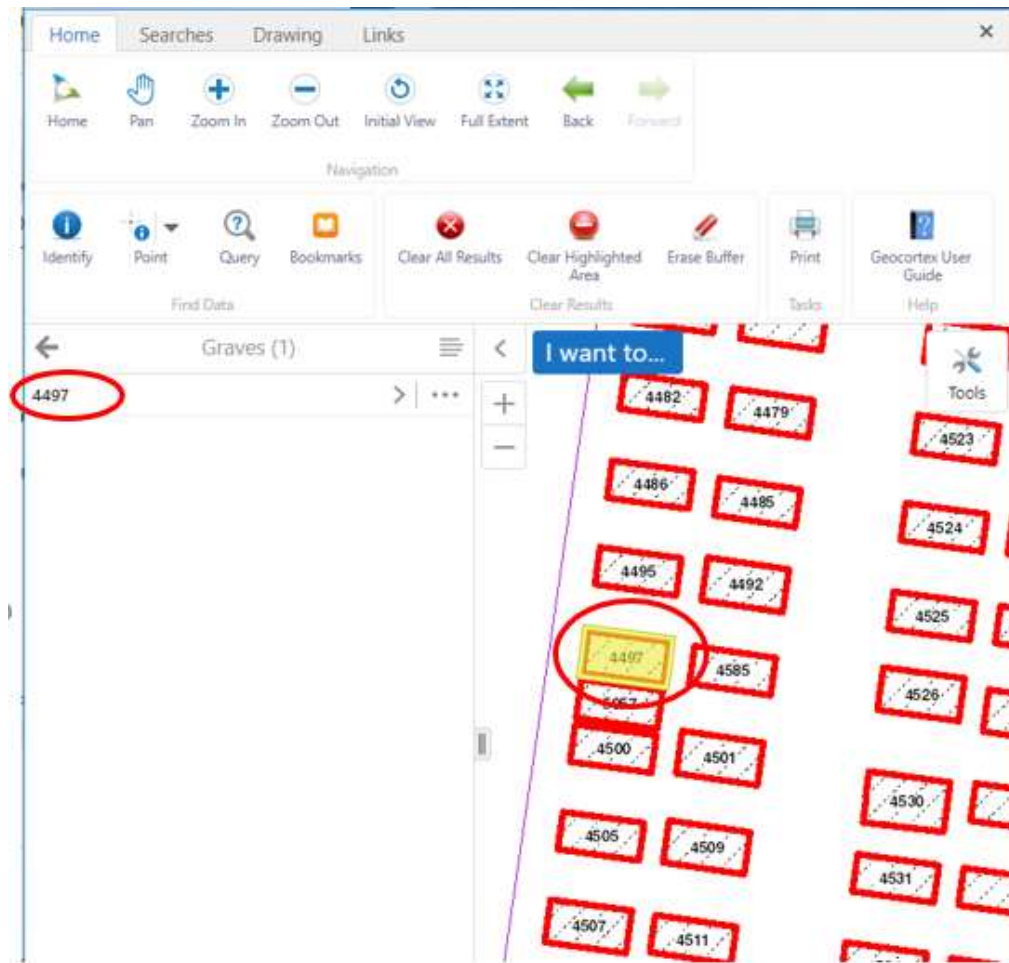 Home Searches Drawing Links
Home Pan Zoom In Zoom Out Initial View Full Extent Back Forward
Navigation
Identify Point Query Bookmarks Clear All Results Clear Highlighted Erase Buffer Print Geocortex User
Area Guide
Find Data Clear Results Tasks Help
Graves (1) I want to...
Tools
4497
4482 4479 4523
4486 4485 4524
4495 4492 4525
4497 4585 4526
4500 4501 4530
4505 4509 4531
4507 4511